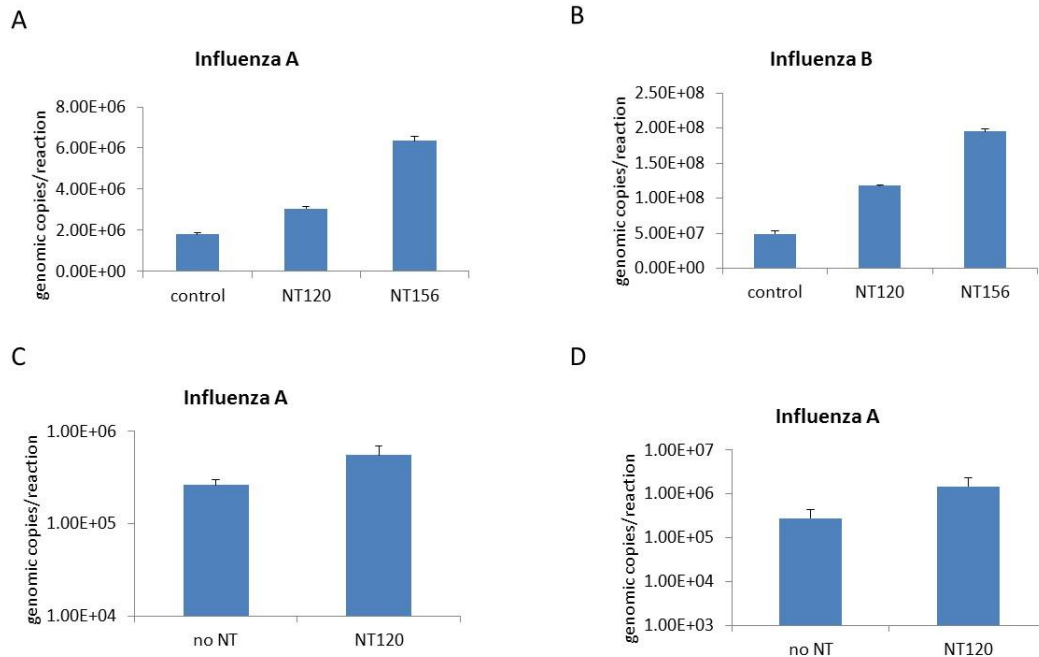 A
Influenza A
genomic copies/reaction
8.00E+06
6.00E+06
4.00E+06
2.00E+06
0.00E+00
control NT120 NT156
B
Influenza B
genomic copies/reaction
2.50E+08
2.00E+08
1.50E+08
1.00E+08
5.00E+07
0.00E+00
control NT120 NT156
C
Influenza A
genomic copies/reaction
1.00E+06
1.00E+05
1.00E+04
no NT NT120
D
Influenza A
genomic copies/reaction
1.00E+07
1.00E+06
1.00E+05
1.00E+04
1.00E+03
no NT NT120